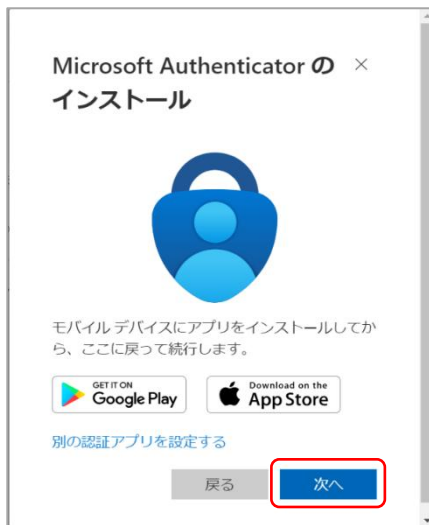 Microsoft Authenticator の
インストール
モバイル デバイスにアプリをインストールしてか
ら、ここに戻って続行します。
GET IT ON
Google Play
Download on the
App Store
別の認証アプリを設定する
戻る
次へ